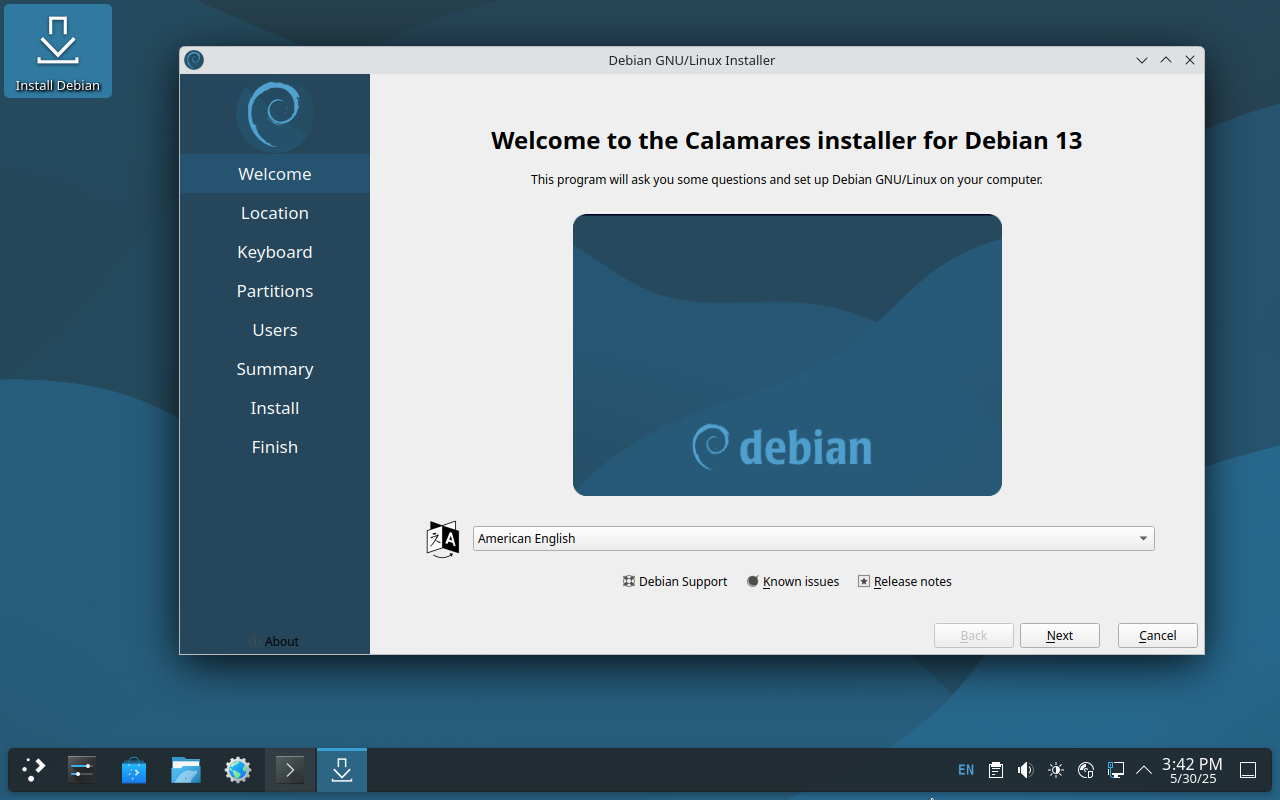 Install Debian
Debian GNU/Linux Installer
Welcome
Location
Keyboard
Partitions
Users
Summary
Install
Finish
About
Welcome to the Calamares installer for Debian 13
This program will ask you some questions and set up Debian GNU/Linux on your computer.
debian
文 A
American English
Debian Support
Known issues
Release notes
Back
Next
Cancel
EN
3:42 PM
5/30/25